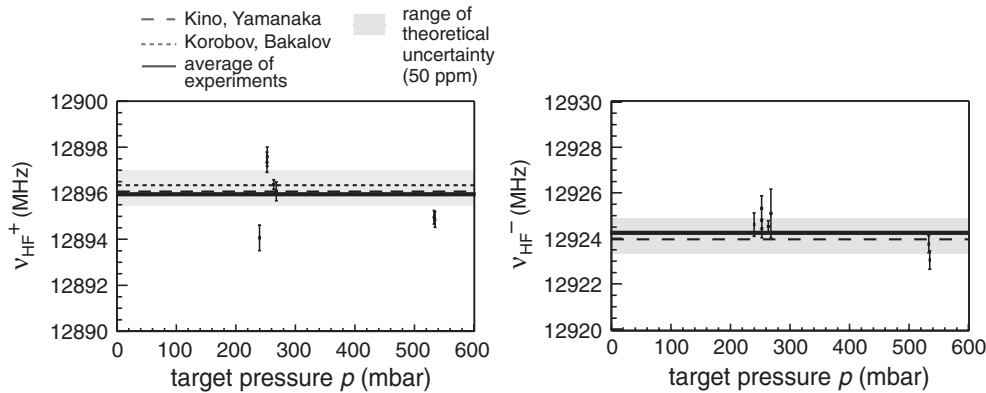 Kino, Yamanaka
Korobov, Bakalov
average of
experiments
range of
theoretical
uncertainty
(50 ppm)
12900
12898
12896
12894
12892
12890
νHF+ (MHz)
0 100 200 300 400 500 600
target pressure p (mbar)
12930
12928
12926
12924
12922
12920
νHF− (MHz)
0 100 200 300 400 500 600
target pressure p (mbar)